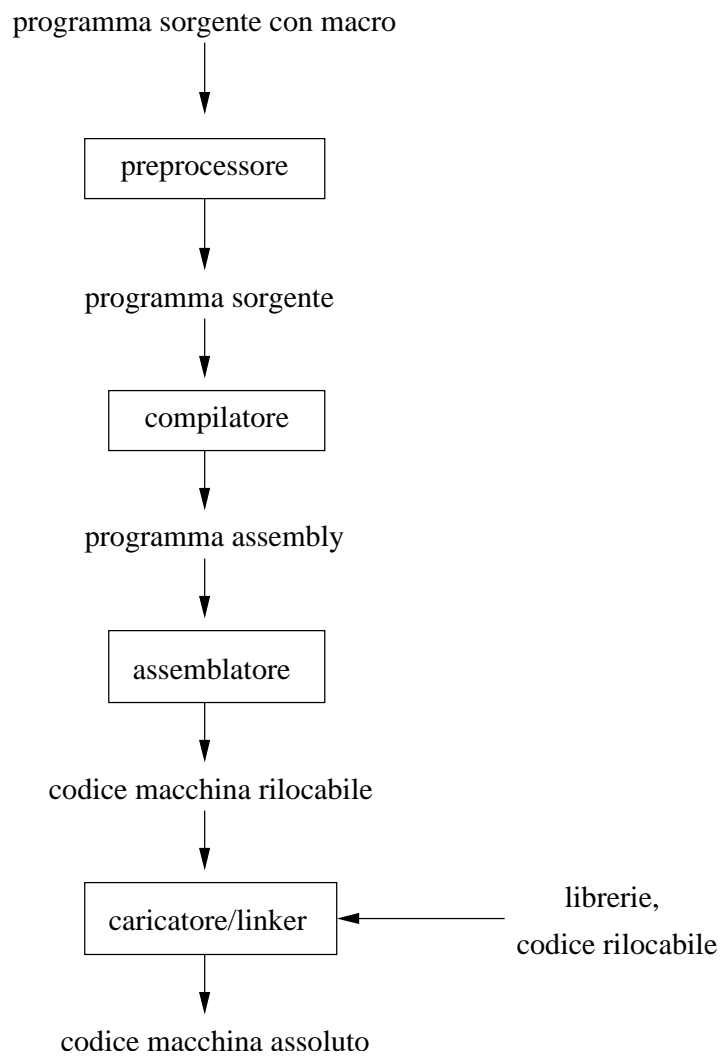 programma sorgente con macro
preprocessore
programma sorgente
compilatore
programma assembly
assemblatore
codice macchina rilocabile
caricatore/linker
librerie,
codice rilocabile
codice macchina assoluto